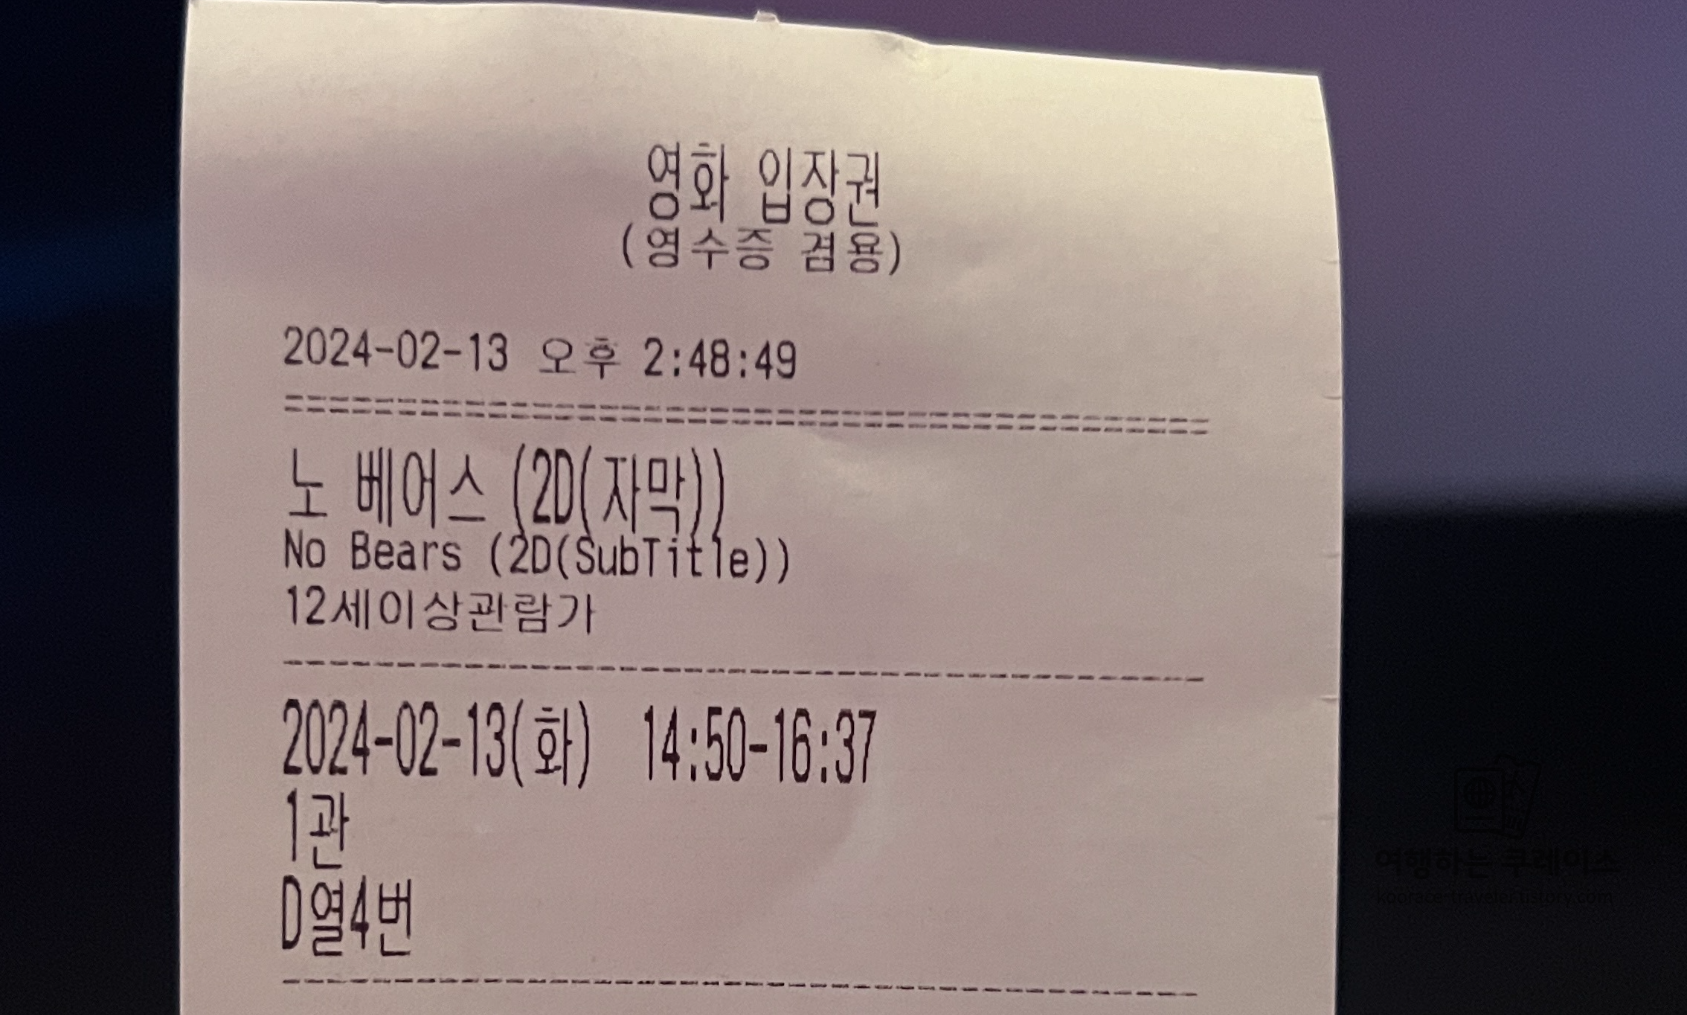 영화 입장권
(영수증 겸용)
2024-02-13 오후 2:48:49
노 베어스 (2D(자막))
No Bears (2D(SubTitle))
12세이상관람가
2024-02-13(화) 14:50-16:37
1관
D열4번
여행하는 쿠레이스